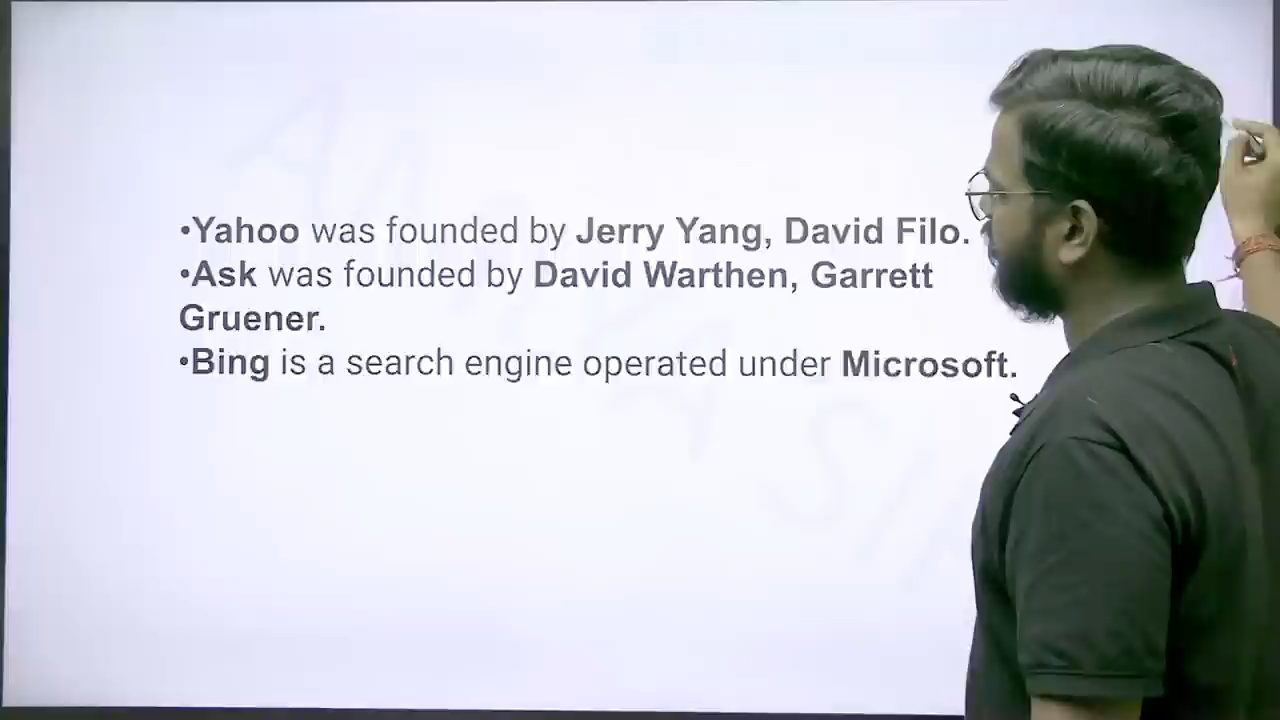 •Yahoo was founded by Jerry Yang, David Filo.
•Ask was founded by David Warthen, Garrett
Gruener.
•Bing is a search engine operated under Microsoft.